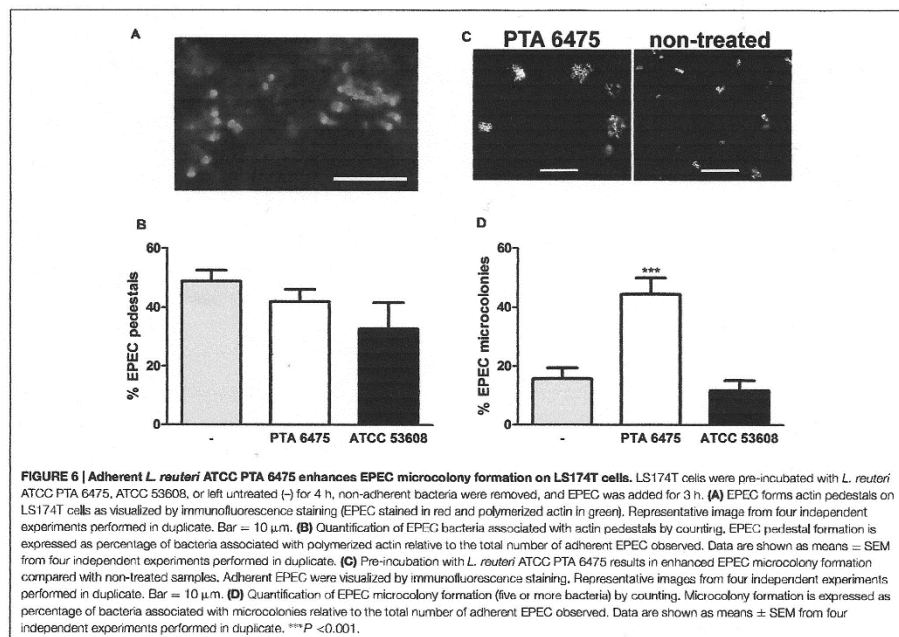 A
C
PTA 6475
non-treated
B
60
40
20
0
% EPEC pedestals
-
PTA 6475
ATCC 53608
D
60
40
20
0
% EPEC microcolonies
***
-
PTA 6475
ATCC 53608
FIGURE 6 | Adherent L. reuteri ATCC PTA 6475 enhances EPEC microcolony formation on LS174T cells. LS174T cells were pre-incubated with L. reuteri
ATCC PTA 6475, ATCC 53608, or left untreated (–) for 4 h, non-adherent bacteria were removed, and EPEC was added for 3 h. (A) EPEC forms actin pedestals on
LS174T cells as visualized by immunofluorescence staining (EPEC stained in red and polymerized actin in green). Representative image from four independent
experiments performed in duplicate. Bar = 10 μm. (B) Quantification of EPEC bacteria associated with actin pedestals by counting. EPEC pedestal formation is
expressed as percentage of bacteria associated with polymerized actin relative to the total number of adherent EPEC observed. Data are shown as means ± SEM
from four independent experiments performed in duplicate. (C) Pre-incubation with L. reuteri ATCC PTA 6475 results in enhanced EPEC microcolony formation
compared with non-treated samples. Adherent EPEC were visualized by immunofluorescence staining. Representative images from four independent experiments
performed in duplicate. Bar = 10 μm. (D) Quantification of EPEC microcolony formation (five or more bacteria) by counting. Microcolony formation is expressed as
percentage of bacteria associated with microcolonies relative to the total number of adherent EPEC observed. Data are shown as means ± SEM from four
independent experiments performed in duplicate. ***P <0.001.